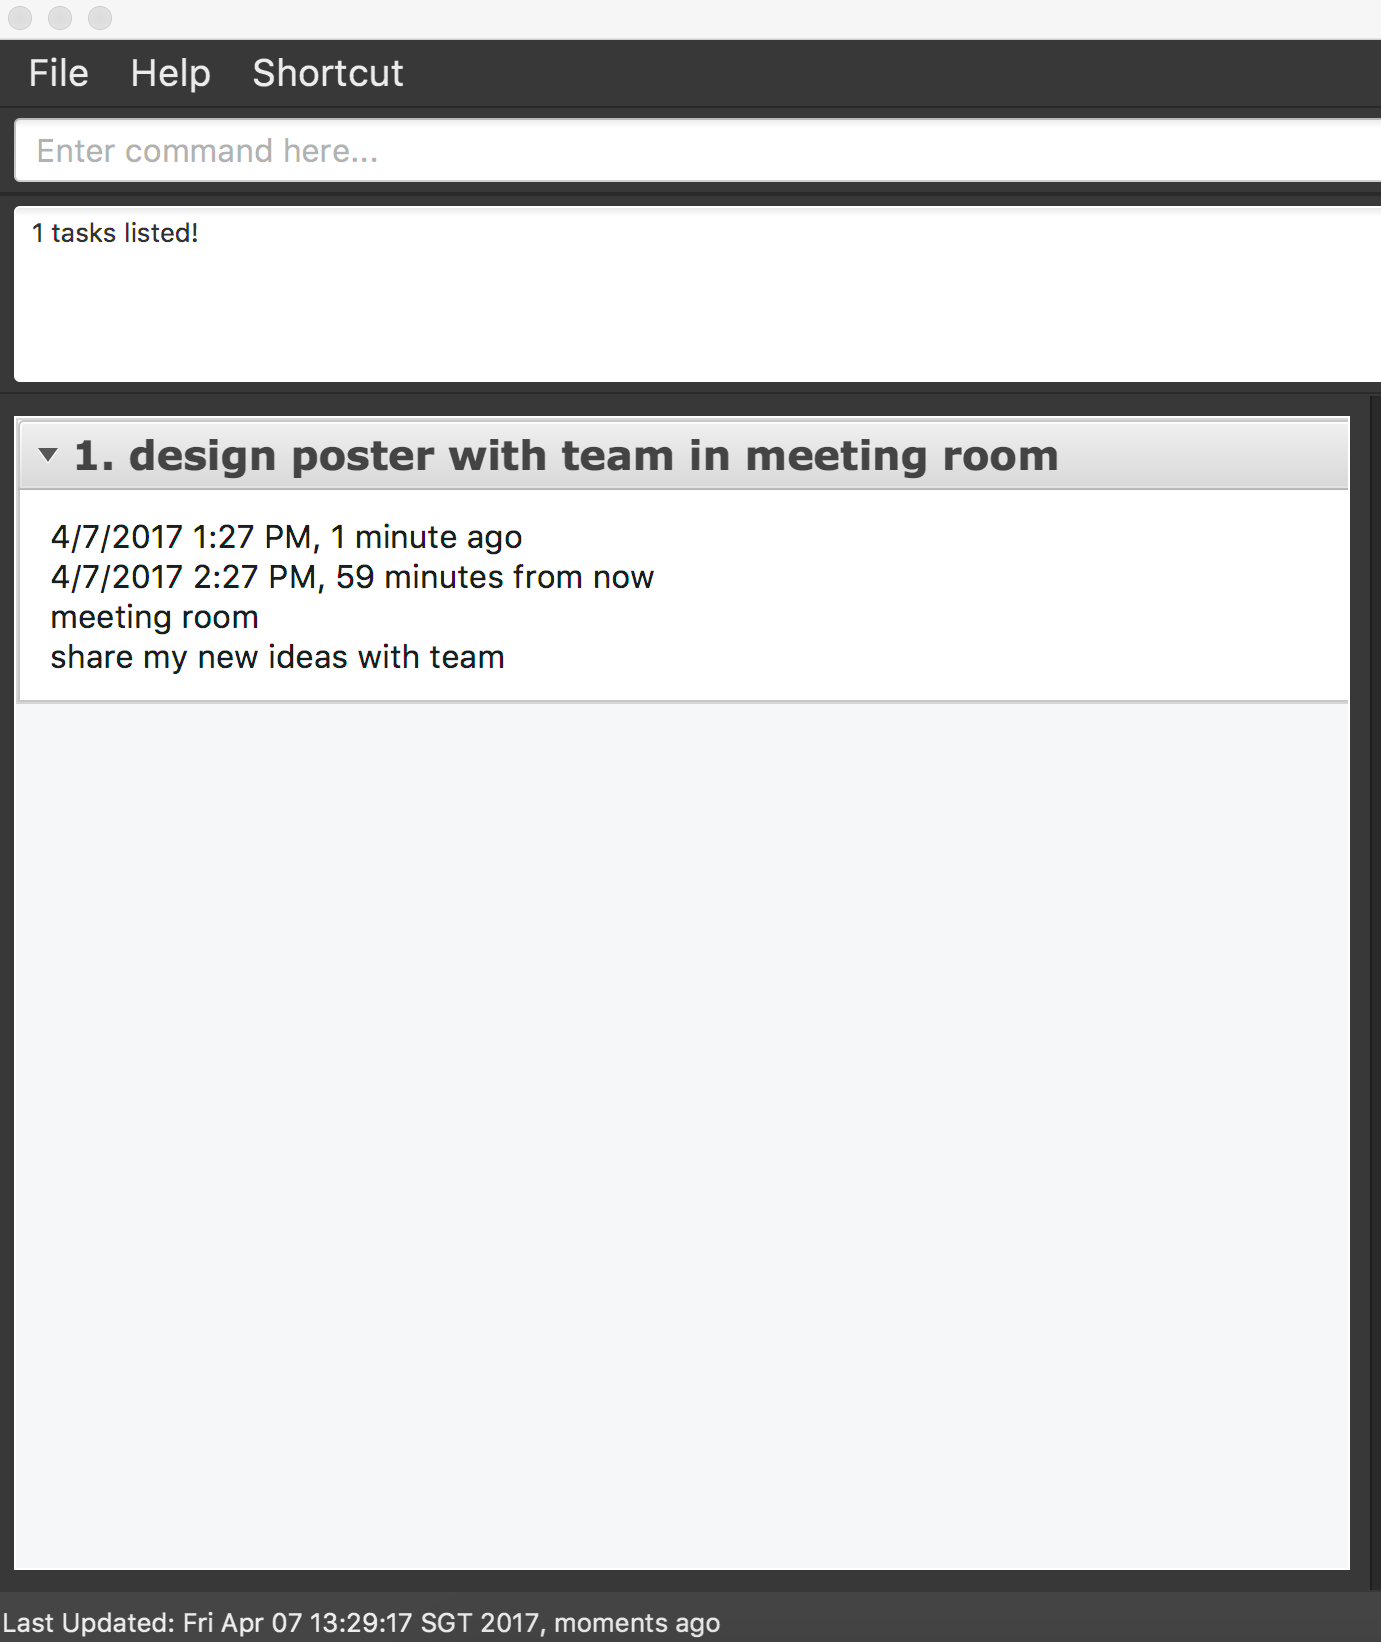 File Help Shortcut
Enter command here...
1 tasks listed!
1. design poster with team in meeting room
4/7/2017 1:27 PM, 1 minute ago
4/7/2017 2:27 PM, 59 minutes from now
meeting room
share my new ideas with team
Last Updated: Fri Apr 07 13:29:17 SGT 2017, moments ago